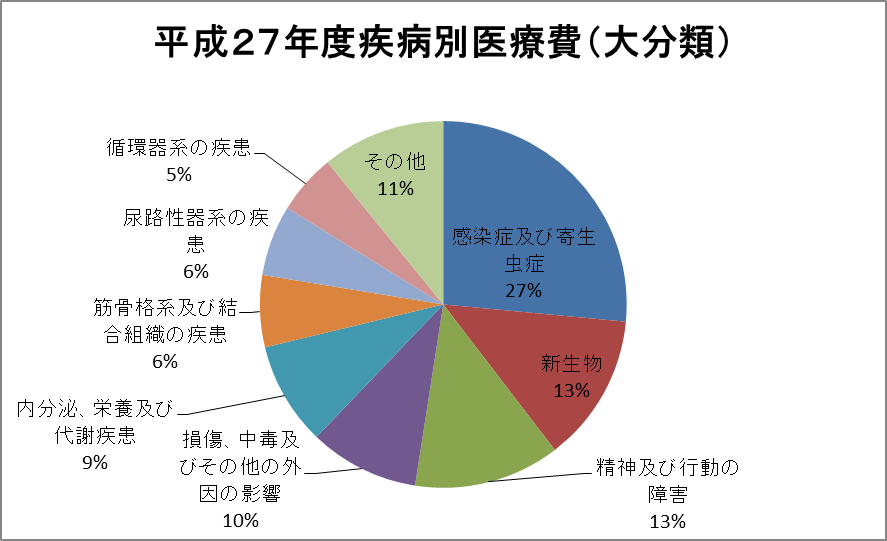 平成２７年度疾病別医療費（大分類）
感染症及び寄生
虫症
27%
新生物
13%
精神及び行動の
障害
13%
損傷、中毒及
びその他の外
因の影響
10%
内分泌、栄養及び
代謝疾患
9%
筋骨格系及び結
合組織の疾患
6%
尿路性器系の疾
患
6%
循環器系の疾患
5%
その他
11%